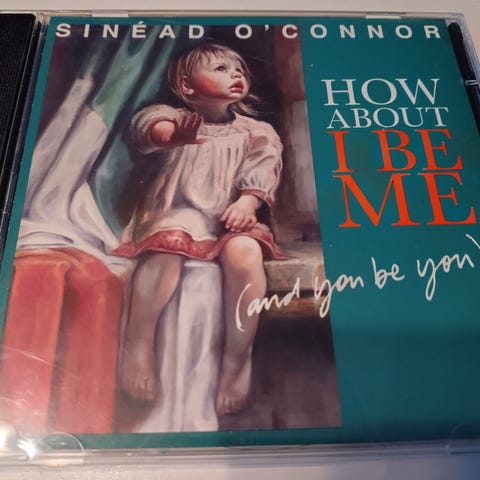 SINÉAD O'CONNOR
HOW
ABOUT
I BE
ME
(and you be you)